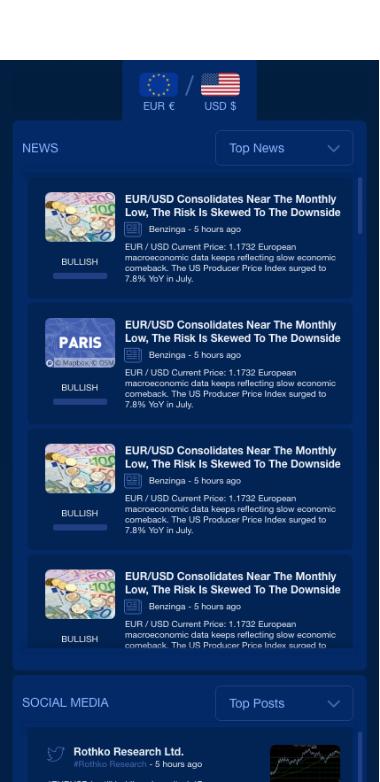 EUR € / USD $
NEWS
Top News
EUR/USD Consolidates Near The Monthly
Low, The Risk Is Skewed To The Downside
Benzinga - 5 hours ago
BULLISH
EUR / USD Current Price: 1.1732 European
macroeconomic data keeps reflecting slow economic
comeback. The US Producer Price Index surged to
7.8% YoY in July.
EUR/USD Consolidates Near The Monthly
Low, The Risk Is Skewed To The Downside
PARIS
© Mapbox, © OSM
Benzinga - 5 hours ago
BULLISH
EUR / USD Current Price: 1.1732 European
macroeconomic data keeps reflecting slow economic
comeback. The US Producer Price Index surged to
7.8% YoY in July.
EUR/USD Consolidates Near The Monthly
Low, The Risk Is Skewed To The Downside
Benzinga - 5 hours ago
BULLISH
EUR / USD Current Price: 1.1732 European
macroeconomic data keeps reflecting slow economic
comeback. The US Producer Price Index surged to
7.8% YoY in July.
EUR/USD Consolidates Near The Monthly
Low, The Risk Is Skewed To The Downside
Benzinga - 5 hours ago
BULLISH
EUR / USD Current Price: 1.1732 European
macroeconomic data keeps reflecting slow economic
comeback. The US Producer Price Index surged to
SOCIAL MEDIA
Top Posts
Rothko Research Ltd.
#Rothko Research - 5 hours ago